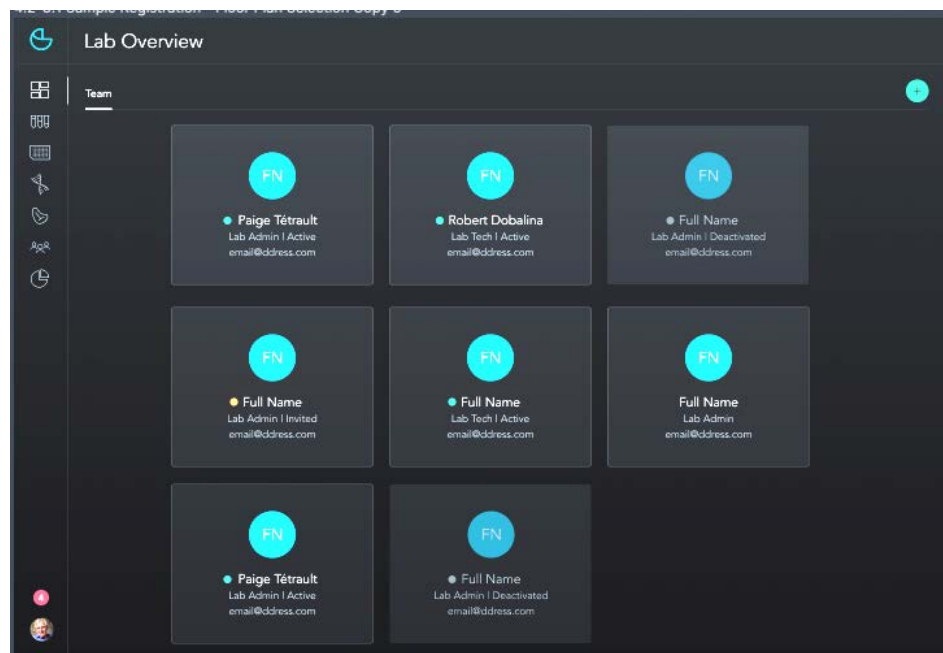 Lab Overview
Team
+
FN
Paige Tétrault
Lab Admin | Active
email@ddress.com
FN
Robert Dobalina
Lab Tech | Active
email@ddress.com
FN
Full Name
Lab Admin | Deactivated
email@ddress.com
FN
Full Name
Lab Admin | Invited
email@ddress.com
FN
Full Name
Lab Tech | Active
email@ddress.com
FN
Full Name
Lab Admin
email@ddress.com
FN
Paige Tétrault
Lab Admin | Active
email@ddress.com
FN
Full Name
Lab Admin | Deactivated
email@ddress.com
4